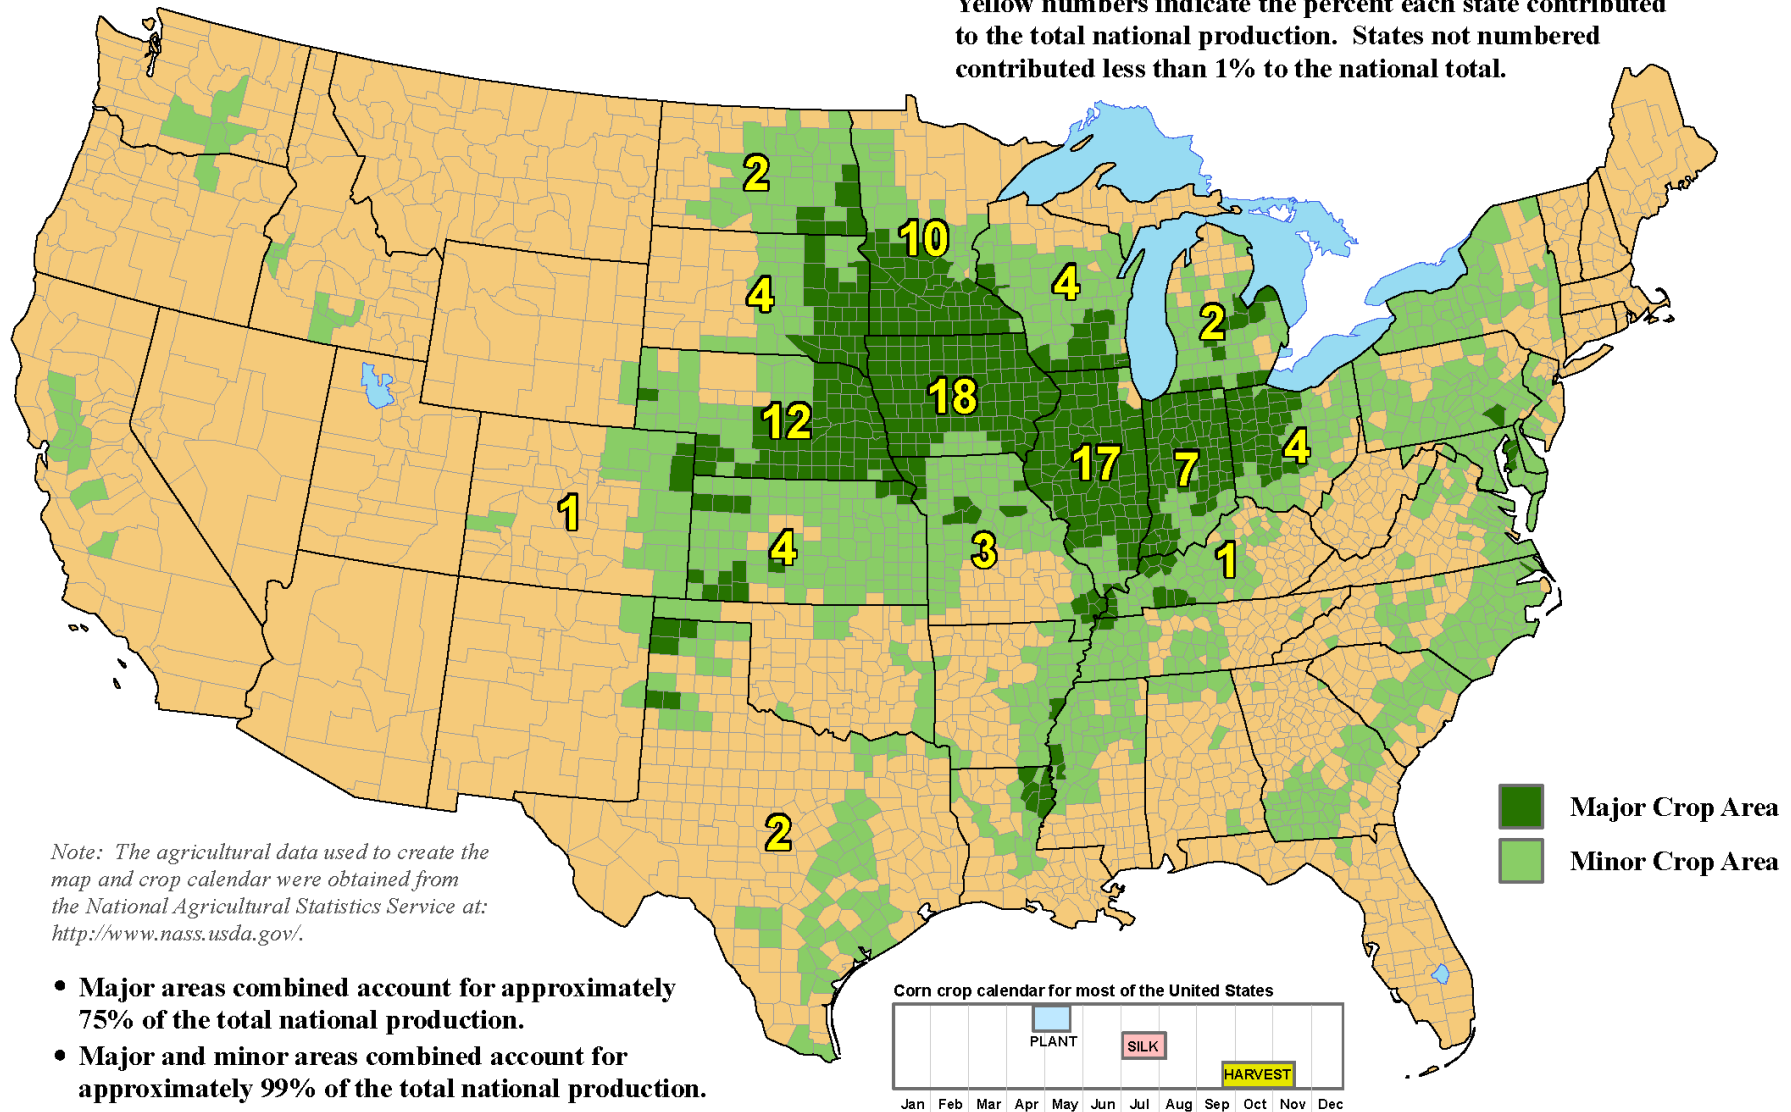 Yellow numbers indicate the percent each state contributed
to the total national production. States not numbered
contributed less than 1% to the national total.
2
10
4
4
2
12
18
17
7
4
1
4
3
1
2
Major Crop Area
Minor Crop Area
Note: The agricultural data used to create the
map and crop calendar were obtained from
the National Agricultural Statistics Service at:
http://www.nass.usda.gov/.
• Major areas combined account for approximately
75% of the total national production.
• Major and minor areas combined account for
approximately 99% of the total national production.
Corn crop calendar for most of the United States
PLANT
SILK
HARVEST
Jan Feb Mar Apr May Jun Jul Aug Sep Oct Nov Dec